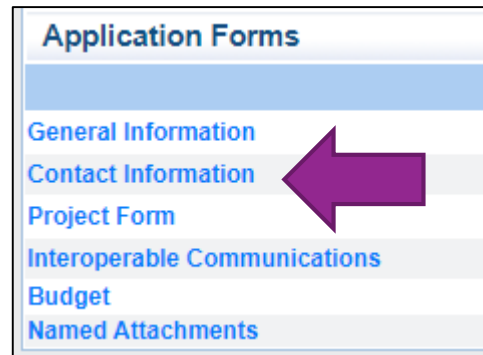 Application Forms
General Information
Contact Information
Project Form
Interoperable Communications
Budget
Named Attachments